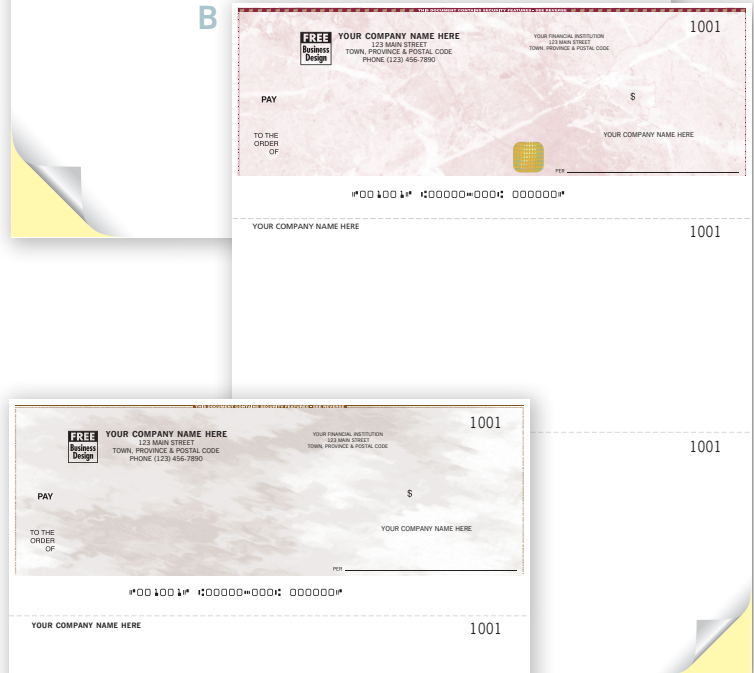 B
THIS DOCUMENT CONTAINS SECURITY FEATURES - SEE REVERSE
1001
FREE
Business
Design
YOUR COMPANY NAME HERE
123 MAIN STREET
TOWN, PROVINCE & POSTAL CODE
PHONE (123) 456-7890
YOUR FINANCIAL INSTITUTION
123 MAIN STREET
TOWN, PROVINCE & POSTAL CODE
PAY
$
TO THE
ORDER
OF
YOUR COMPANY NAME HERE
PER
⑈001001⑈ ⑆00000⑉000⑆ 000000⑈
YOUR COMPANY NAME HERE
1001
1001
THIS DOCUMENT CONTAINS SECURITY FEATURES - SEE REVERSE
1001
FREE
Business
Design
YOUR COMPANY NAME HERE
123 MAIN STREET
TOWN, PROVINCE & POSTAL CODE
PHONE (123) 456-7890
YOUR FINANCIAL INSTITUTION
123 MAIN STREET
TOWN, PROVINCE & POSTAL CODE
PAY
$
TO THE
ORDER
OF
YOUR COMPANY NAME HERE
PER
⑈001001⑈ ⑆00000⑉000⑆ 000000⑈
YOUR COMPANY NAME HERE
1001